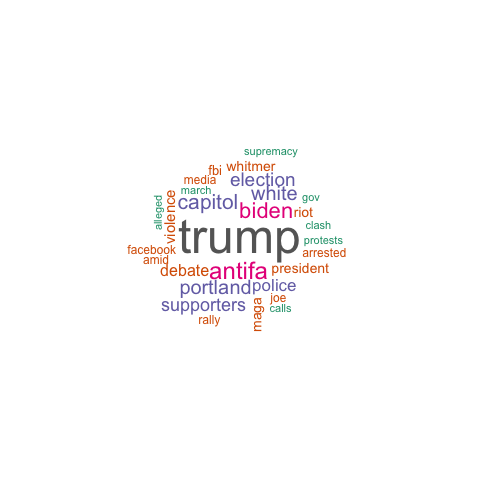 supremacy
fbi whitmer
media election
march white gov
alleged violence capitol biden riot clash
trump protests
facebook arrested
amid debate antifa president
portland police
supporters maga joe
rally calls